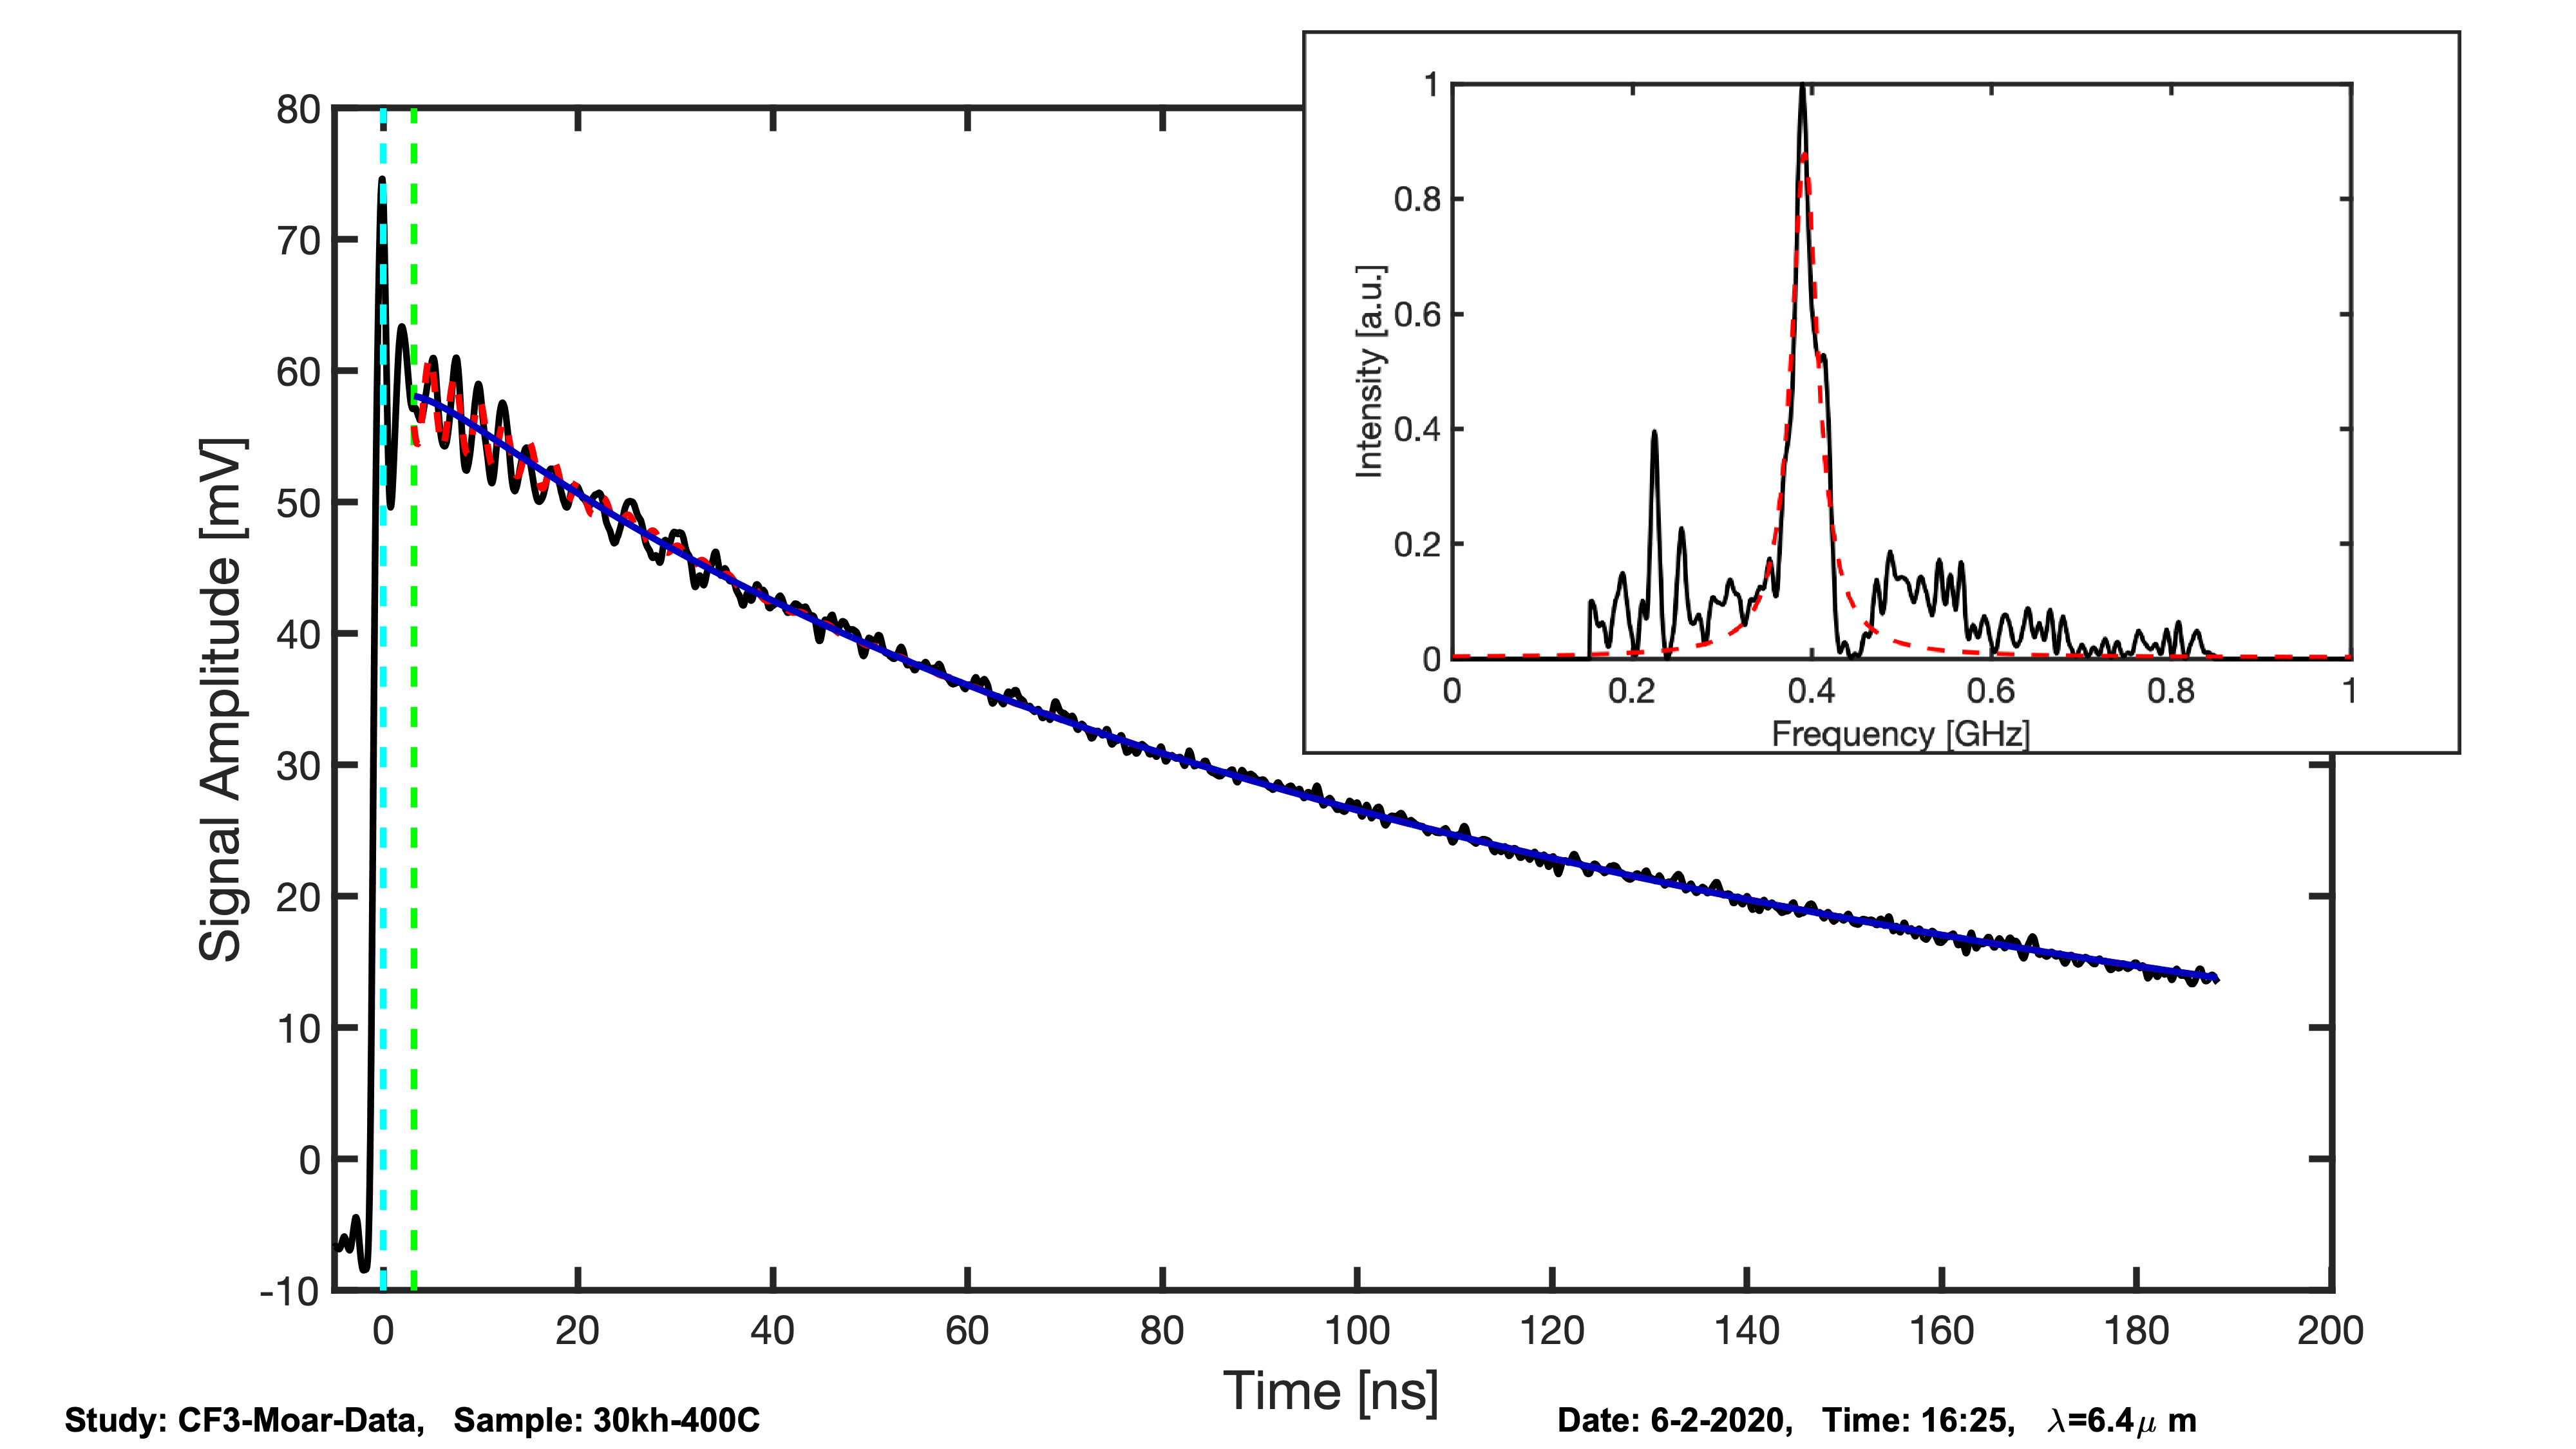 80
70
60
50
40
30
20
10
0
-10
Signal Amplitude [mV]
0 20 40 60 80 100 120 140 160 180 200
Time [ns]
1
0.8
0.6
0.4
0.2
0
Intensity [a.u.]
0 0.2 0.4 0.6 0.8 1
Frequency [GHz]
Study: CF3-Moar-Data, Sample: 30kh-400C
Date: 6-2-2020, Time: 16:25, λ=6.4μ m